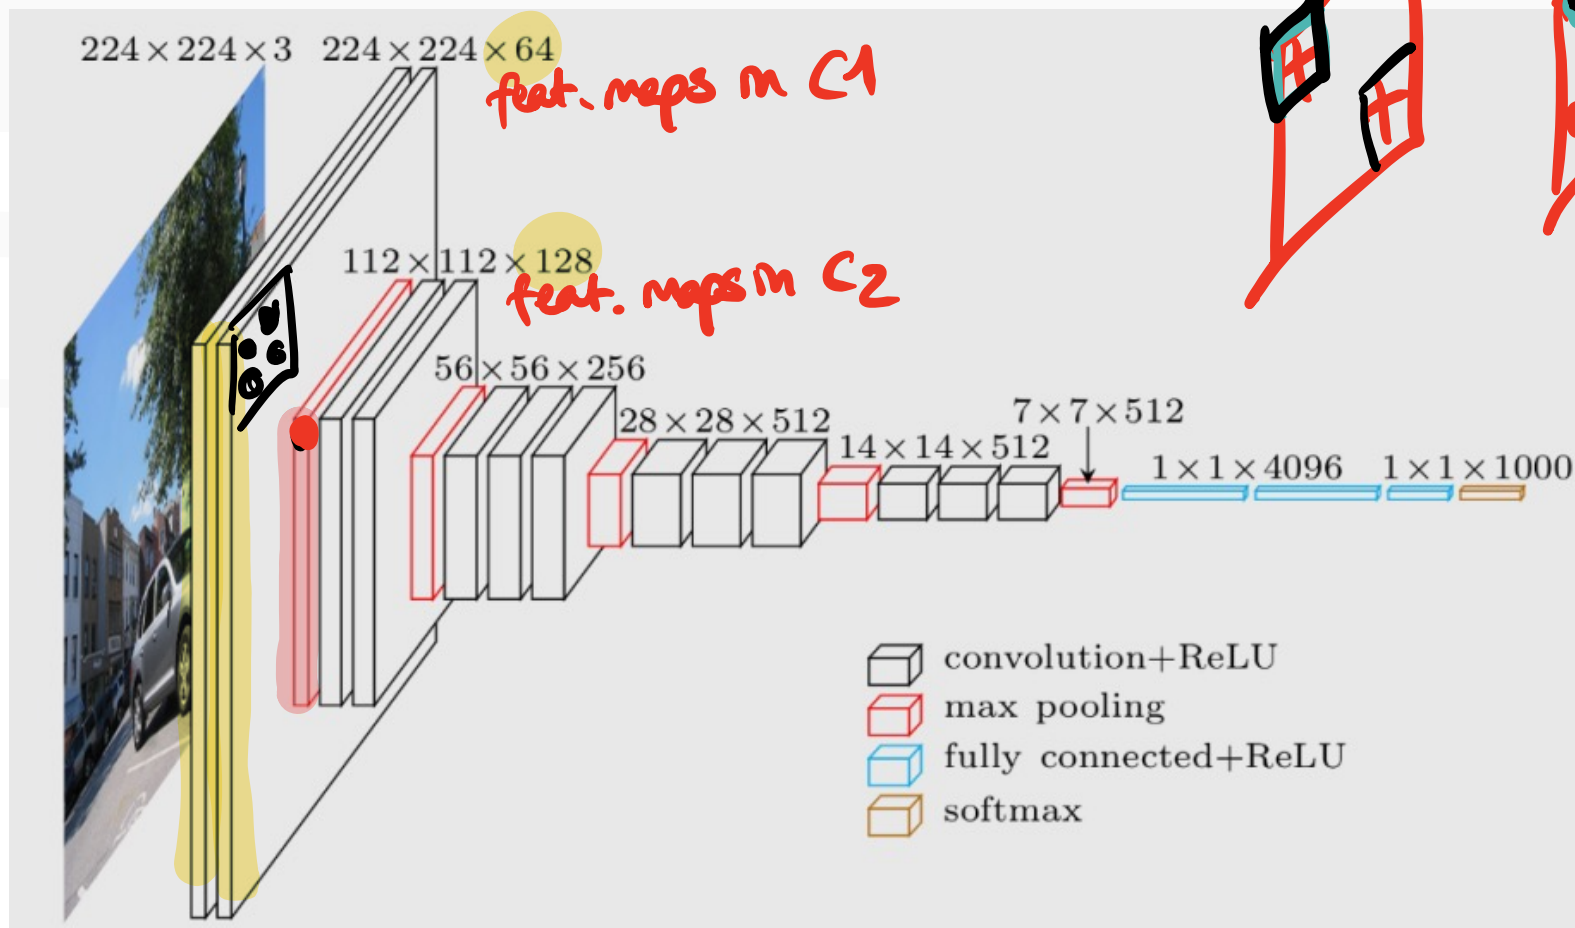 224×224×3 224×224×64
feat. maps in C1
112×112×128
feat. maps in C2
56×56×256
28×28×512
7×7×512
14×14×512
1×1×4096 1×1×1000
convolution+ReLU
max pooling
fully connected+ReLU
softmax